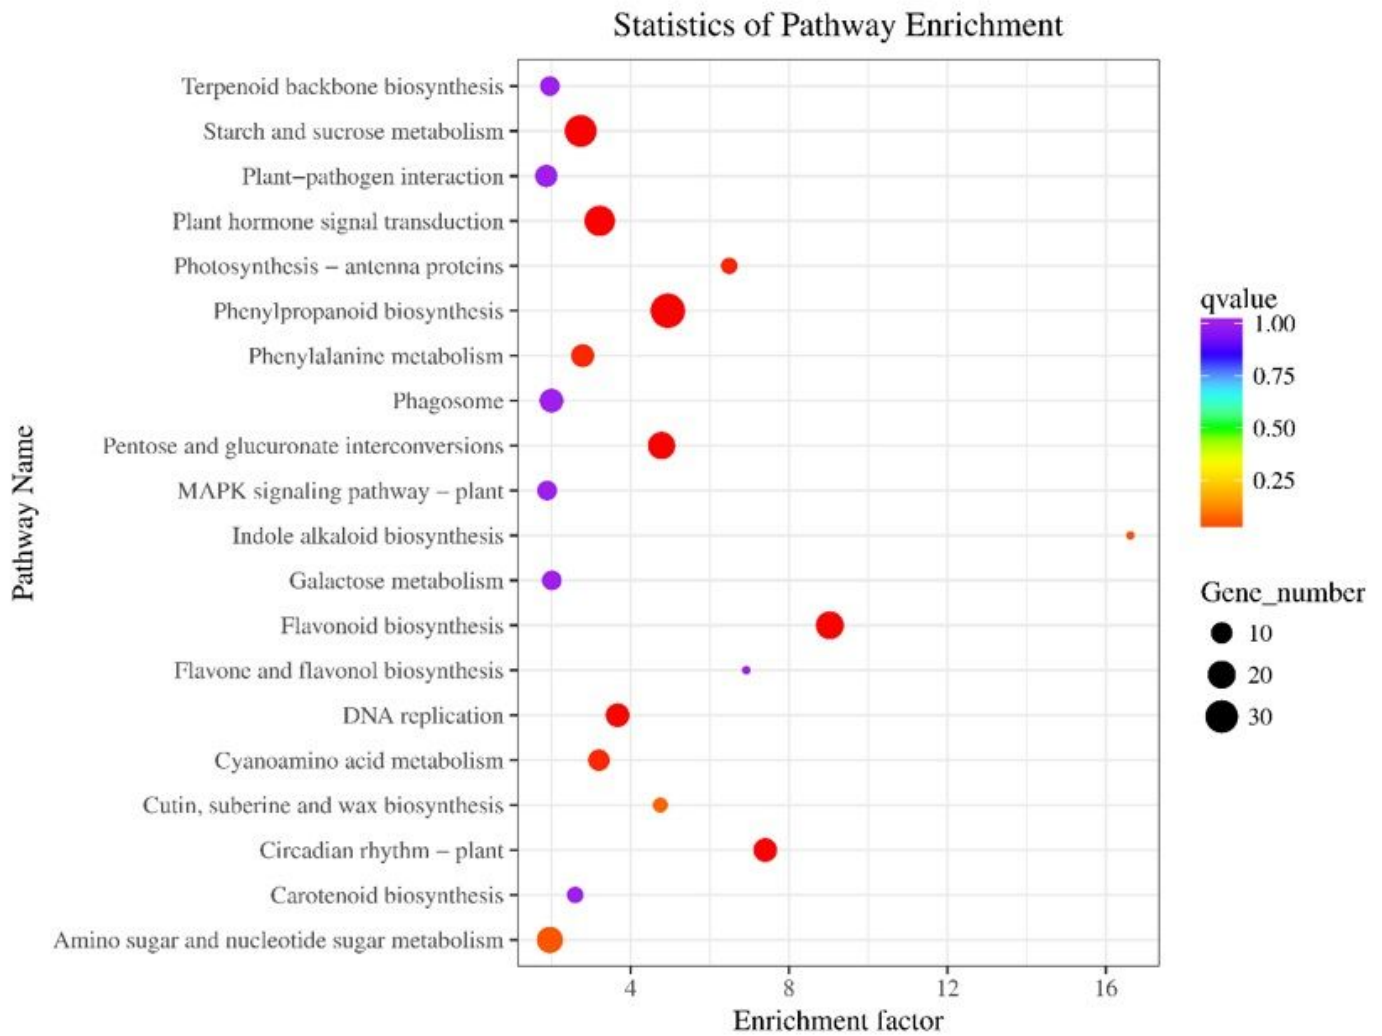 Statistics of Pathway Enrichment
Terpenoid backbone biosynthesis
Starch and sucrose metabolism
Plant−pathogen interaction
Plant hormone signal transduction
Photosynthesis − antenna proteins
Phenylpropanoid biosynthesis
Phenylalanine metabolism
Phagosome
Pentose and glucuronate interconversions
MAPK signaling pathway − plant
Indole alkaloid biosynthesis
Galactose metabolism
Flavonoid biosynthesis
Flavone and flavonol biosynthesis
DNA replication
Cyanoamino acid metabolism
Cutin, suberine and wax biosynthesis
Circadian rhythm − plant
Carotenoid biosynthesis
Amino sugar and nucleotide sugar metabolism
Pathway Name
4 8 12 16
Enrichment factor
qvalue
1.00
0.75
0.50
0.25
Gene_number
10
20
30